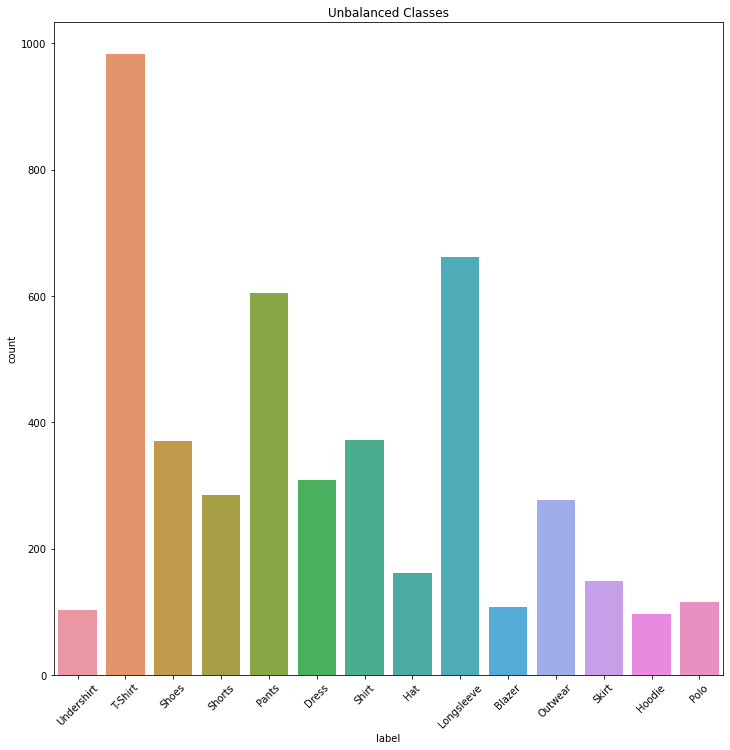 Unbalanced Classes
count
1000
800
600
400
200
0
Undershirt
T-Shirt
Shoes
Shorts
Pants
Dress
Shirt
Hat
Longsleeve
Blazer
Outwear
Skirt
Hoodie
Polo
label